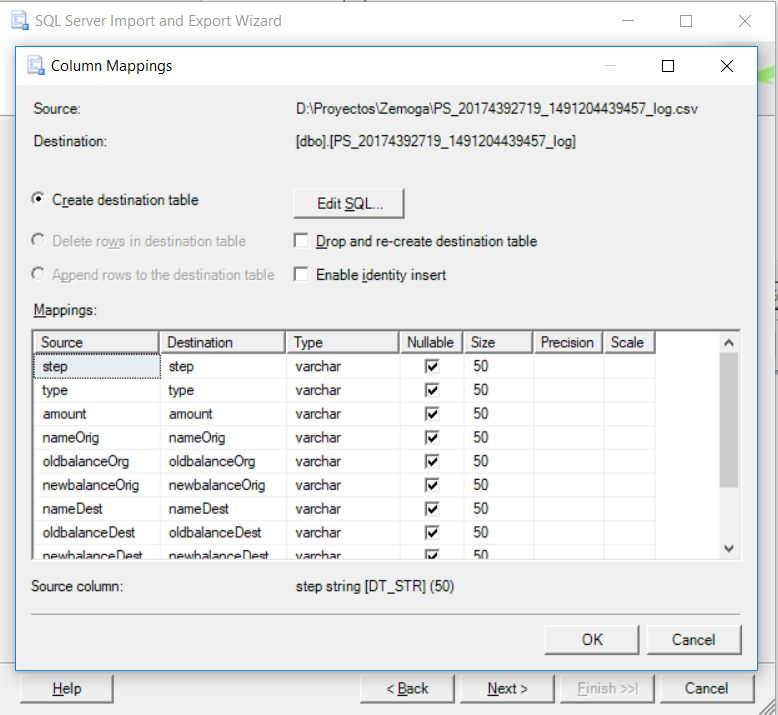 SQL Server Import and Export Wizard
Column Mappings
Source: D:\Proyectos\Zemoga\PS_20174392719_1491204439457_log.csv
Destination: [dbo].[PS_20174392719_1491204439457_log]
Create destination table Edit SQL...
Delete rows in destination table Drop and re-create destination table
Append rows to the destination table Enable identity insert
Mappings:
Source Destination Type Nullable Size Precision Scale
step step varchar 50
type type varchar 50
amount amount varchar 50
nameOrig nameOrig varchar 50
oldbalanceOrg oldbalanceOrg varchar 50
newbalanceOrig newbalanceOrig varchar 50
nameDest nameDest varchar 50
oldbalanceDest oldbalanceDest varchar 50
newbalanceDest newbalanceDest varchar 50
Source column: step string [DT_STR] (50)
OK Cancel
Help < Back Next > Finish >>| Cancel